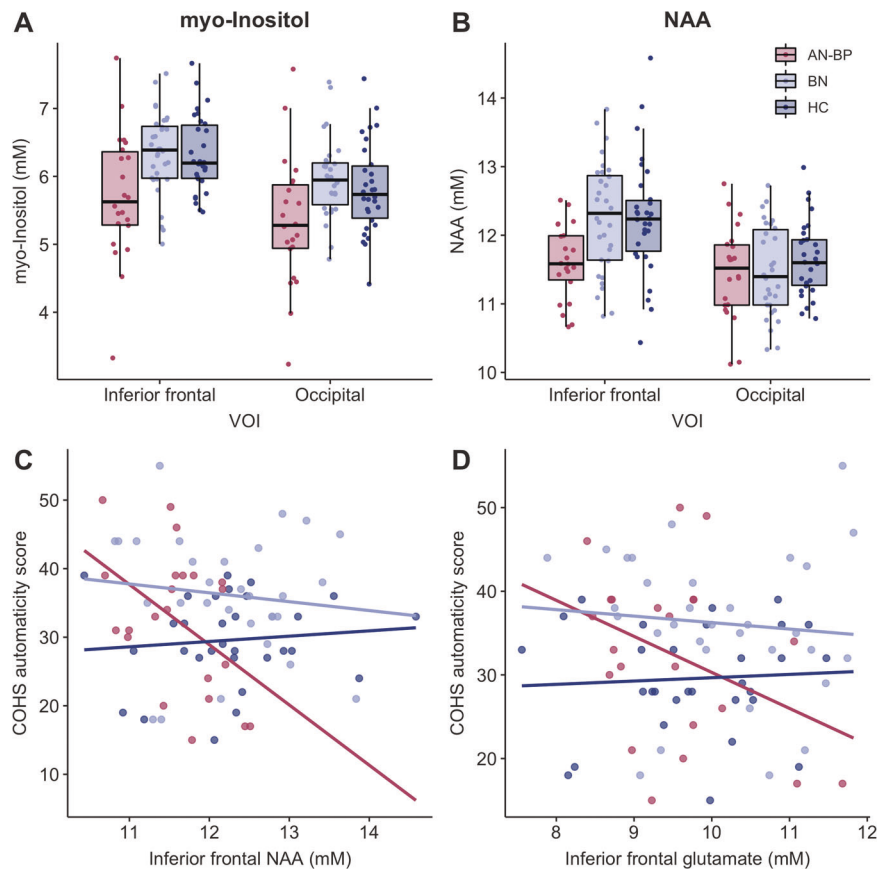 A
myo-Inositol
myo-Inositol (mM)
7
6
5
4
Inferior frontal
Occipital
VOI
B
NAA
AN-BP
BN
HC
NAA (mM)
14
13
12
11
10
Inferior frontal
Occipital
VOI
C
COHS automaticity score
50
40
30
20
10
11
12
13
14
Inferior frontal NAA (mM)
D
COHS automaticity score
50
40
30
20
8
9
10
11
12
Inferior frontal glutamate (mM)